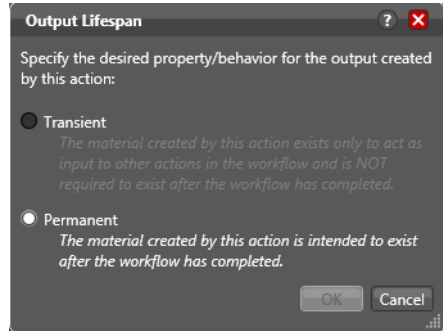 Output Lifespan
?
Specify the desired property/behavior for the output created
by this action:
Transient
The material created by this action exists only to act as
input to other actions in the workflow and is NOT
required to exist after the workflow has completed.
Permanent
The material created by this action is intended to exist
after the workflow has completed.
OK Cancel